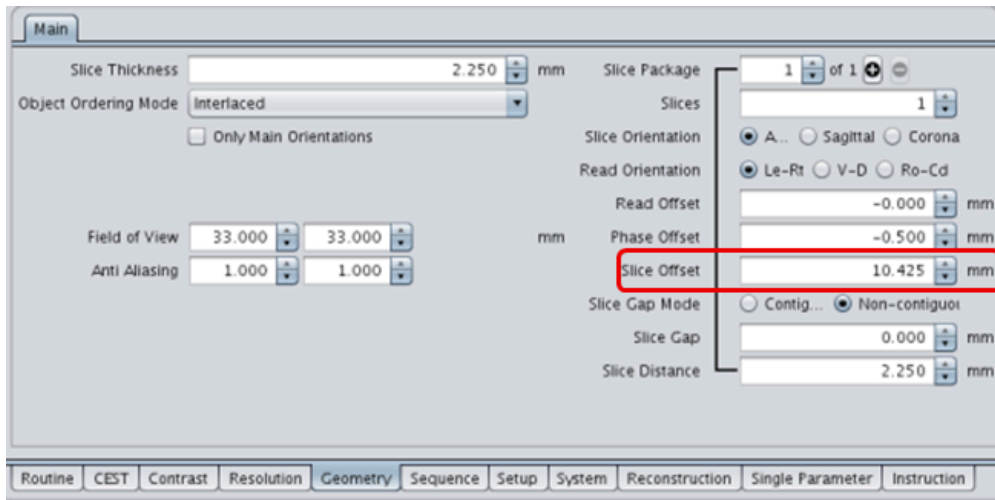 Main
Slice Thickness 2.250 mm Slice Package 1 of 1
Object Ordering Mode Interlaced Slices 1
Only Main Orientations Slice Orientation A... Sagittal Corona
Read Orientation Le-Rt V-D Ro-Cd
Read Offset -0.000 mm
Field of View 33.000 33.000 mm Phase Offset -0.500 mm
Anti Aliasing 1.000 1.000 Slice Offset 10.425 mm
Slice Gap Mode Contig... Non-contiguou
Slice Gap 0.000 mm
Slice Distance 2.250 mm
Routine CEST Contrast Resolution Geometry Sequence Setup System Reconstruction Single Parameter Instruction